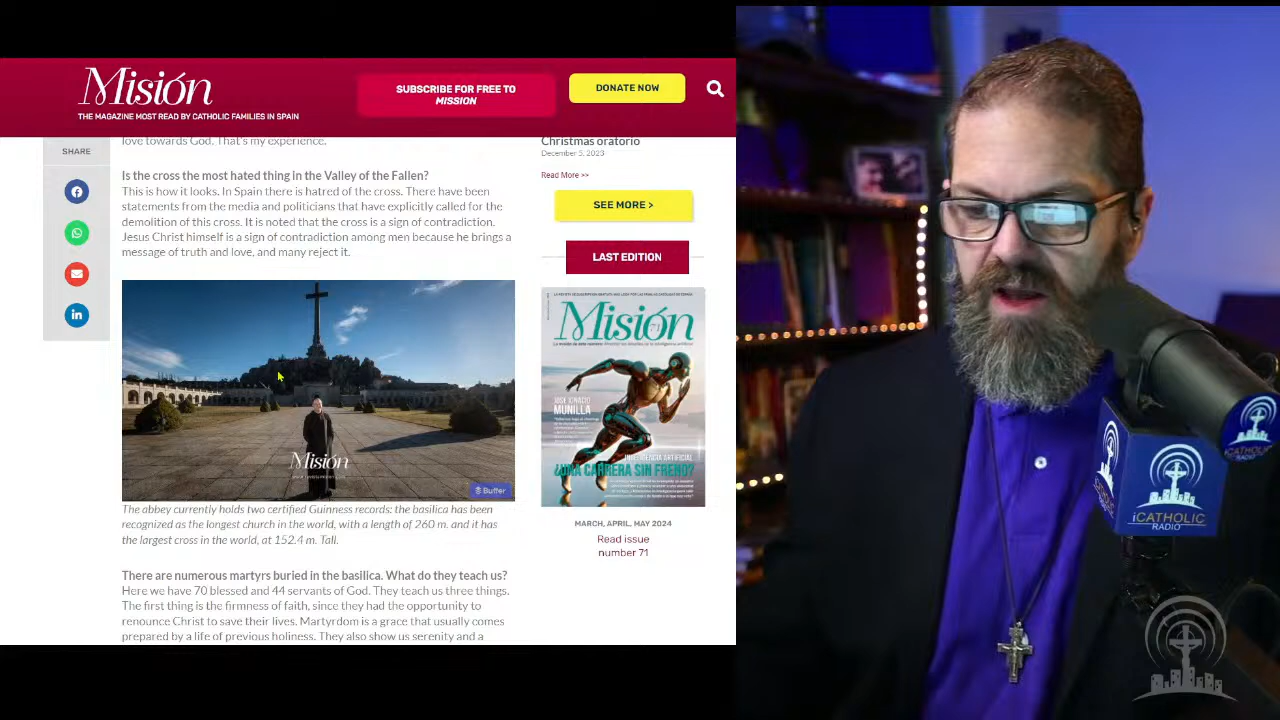 Misión
THE MAGAZINE MOST READ BY CATHOLIC FAMILIES IN SPAIN
SUBSCRIBE FOR FREE TO
MISSION
DONATE NOW
SHARE
love towards God. That's my experience.
Is the cross the most hated thing in the Valley of the Fallen?
This is how it looks. In Spain there is hatred of the cross. There have been
statements from the media and politicians that have explicitly called for the
demolition of this cross. It is noted that the cross is a sign of contradiction.
Jesus Christ himself is a sign of contradiction among men because he brings a
message of truth and love, and many reject it.
Misión
Buffer
The abbey currently holds two certified Guinness records: the basilica has been
recognized as the longest church in the world, with a length of 260 m. and it has
the largest cross in the world, at 152.4 m. Tall.
There are numerous martyrs buried in the basilica. What do they teach us?
Here we have 70 blessed and 44 servants of God. They teach us three things.
The first thing is the firmness of faith, since they had the opportunity to
renounce Christ to save their lives. Martyrdom is a grace that usually comes
prepared by a life of previous holiness. They also show us serenity and a
Christmas oratorio
December 5, 2023
Read More >>
SEE MORE >
LAST EDITION
Misión
JOSÉ IGNACIO
MUNILLA
INTELIGENCIA ARTIFICIAL
¿UNA CARRERA SIN FRENO?
MARCH, APRIL, MAY 2024
Read issue
number 71
iCATHOLIC
RADIO